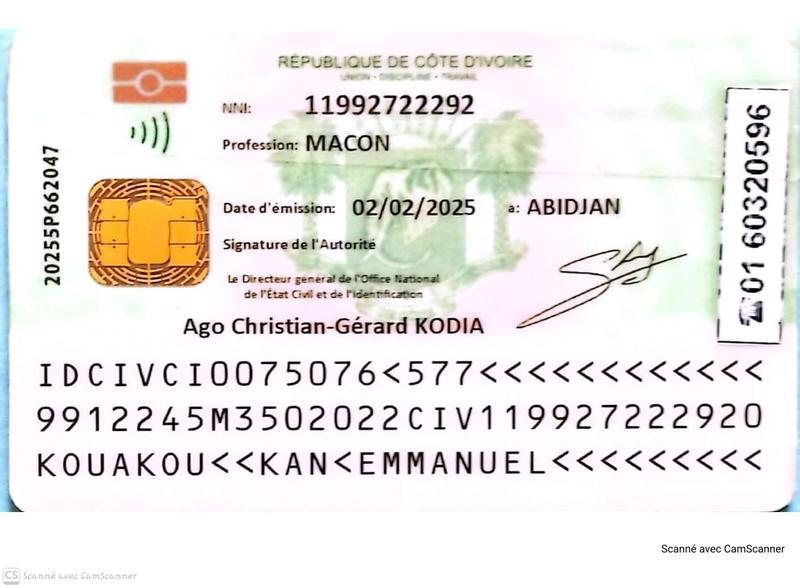 RÉPUBLIQUE DE CÔTE D'IVOIRE
UNION - DISCIPLINE - TRAVAIL
NNI: 11992722292
Profession: MACON
Date d'émission: 02/02/2025 à: ABIDJAN
Signature de l'Autorité
Le Directeur général de l'Office National
de l'État Civil et de l'Identification
Ago Christian-Gérard KODIA
20255P662047
☎01 60320596
IDCIVCI0075076<577<<<<<<<<<<<<
9912245M3502022CIV119927222920
KOUAKOU<<KAN<EMMANUEL<<<<<<<<<
Scanné avec CamScanner
CS Scanné avec CamScanner